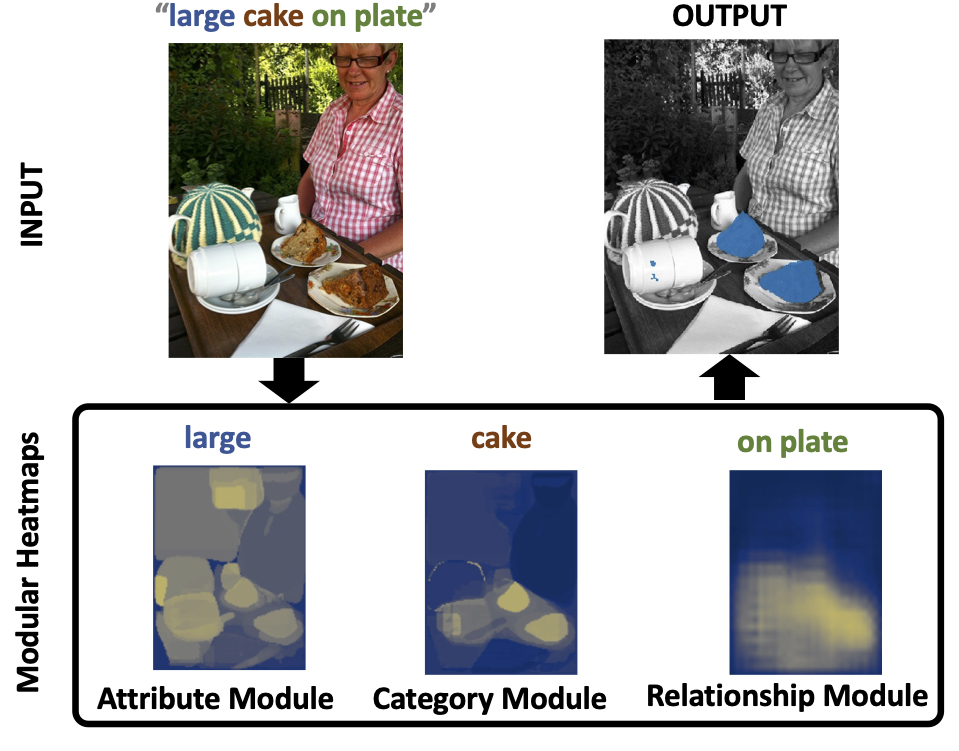 “large cake on plate”
OUTPUT
INPUT
Modular Heatmaps
large
cake
on plate
Attribute Module
Category Module
Relationship Module